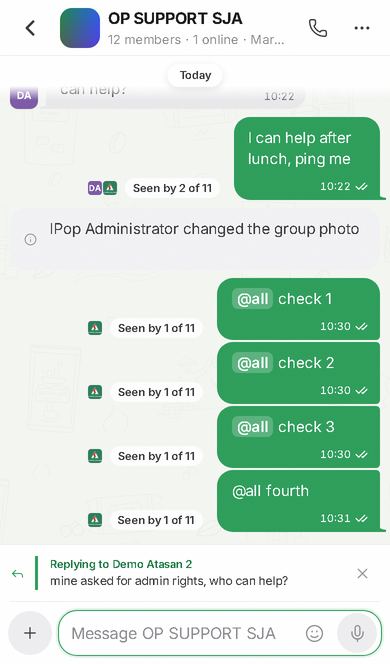 OP SUPPORT SJA
12 members · 1 online · Mar...
Today
DA
can help?
10:22
I can help after
lunch, ping me
10:22
DA
Seen by 2 of 11
IPop Administrator changed the group photo
@all check 1
10:30
Seen by 1 of 11
@all check 2
10:30
Seen by 1 of 11
@all check 3
10:30
Seen by 1 of 11
@all fourth
10:31
Seen by 1 of 11
Replying to Demo Atasan 2
mine asked for admin rights, who can help?
Message OP SUPPORT SJA